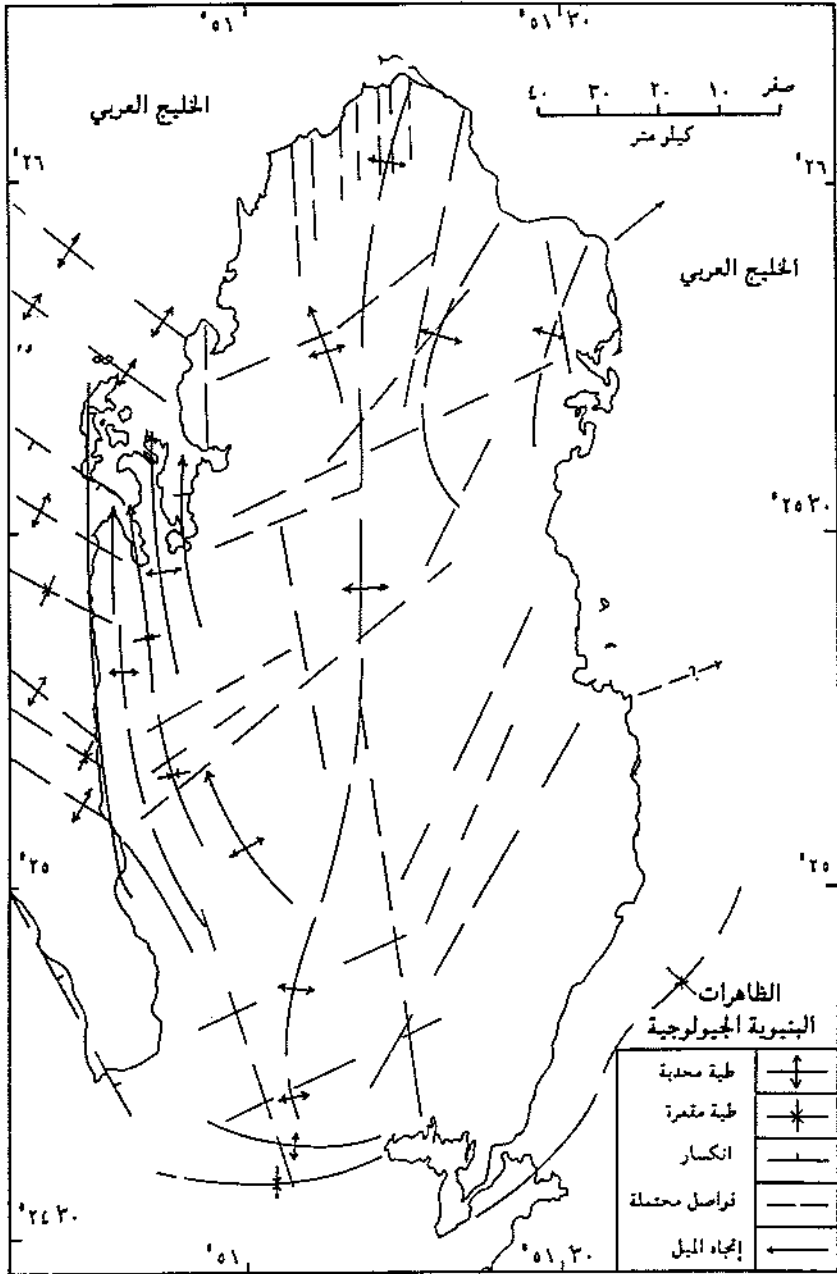 °٥١
°٥١ ٣٠
الخليج العربي
٤٠ ٣٠ ٢٠ ١٠ صفر
كيلو متر
°٢٦
°٢٦
الخليج العربي
°٢٥ ٣٠
°٢٥
°٢٥
الظاهرات
البنيوية الجيولوجية
طية محدبة
طية مقعرة
انكسار
فواصل محتملة
إتجاه الميل
°٢٤ ٣٠
°٥١
°٥١ ٣٠